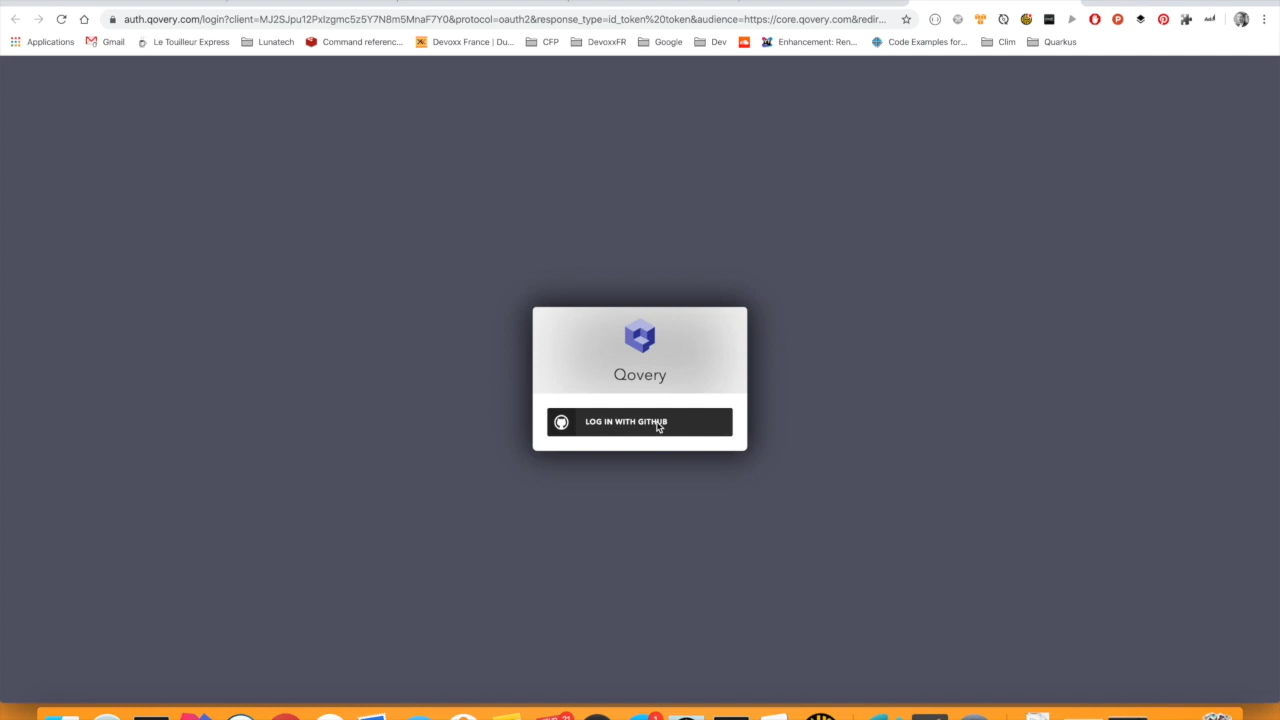 auth.qovery.com/login?client=MJ2SJpu12PxIzgmc5z5Y7N8m5MnaF7Y0&protocol=oauth2&response_type=id_token%20token&audience=https://core.qovery.com&redir...
Applications Gmail Le Touilleur Express Lunatech Command referenc... Devoxx France | Du... CFP DevoxxFR Google Dev Enhancement: Ren... Code Examples for... Clim Quarkus
Qovery
LOG IN WITH GITHUB